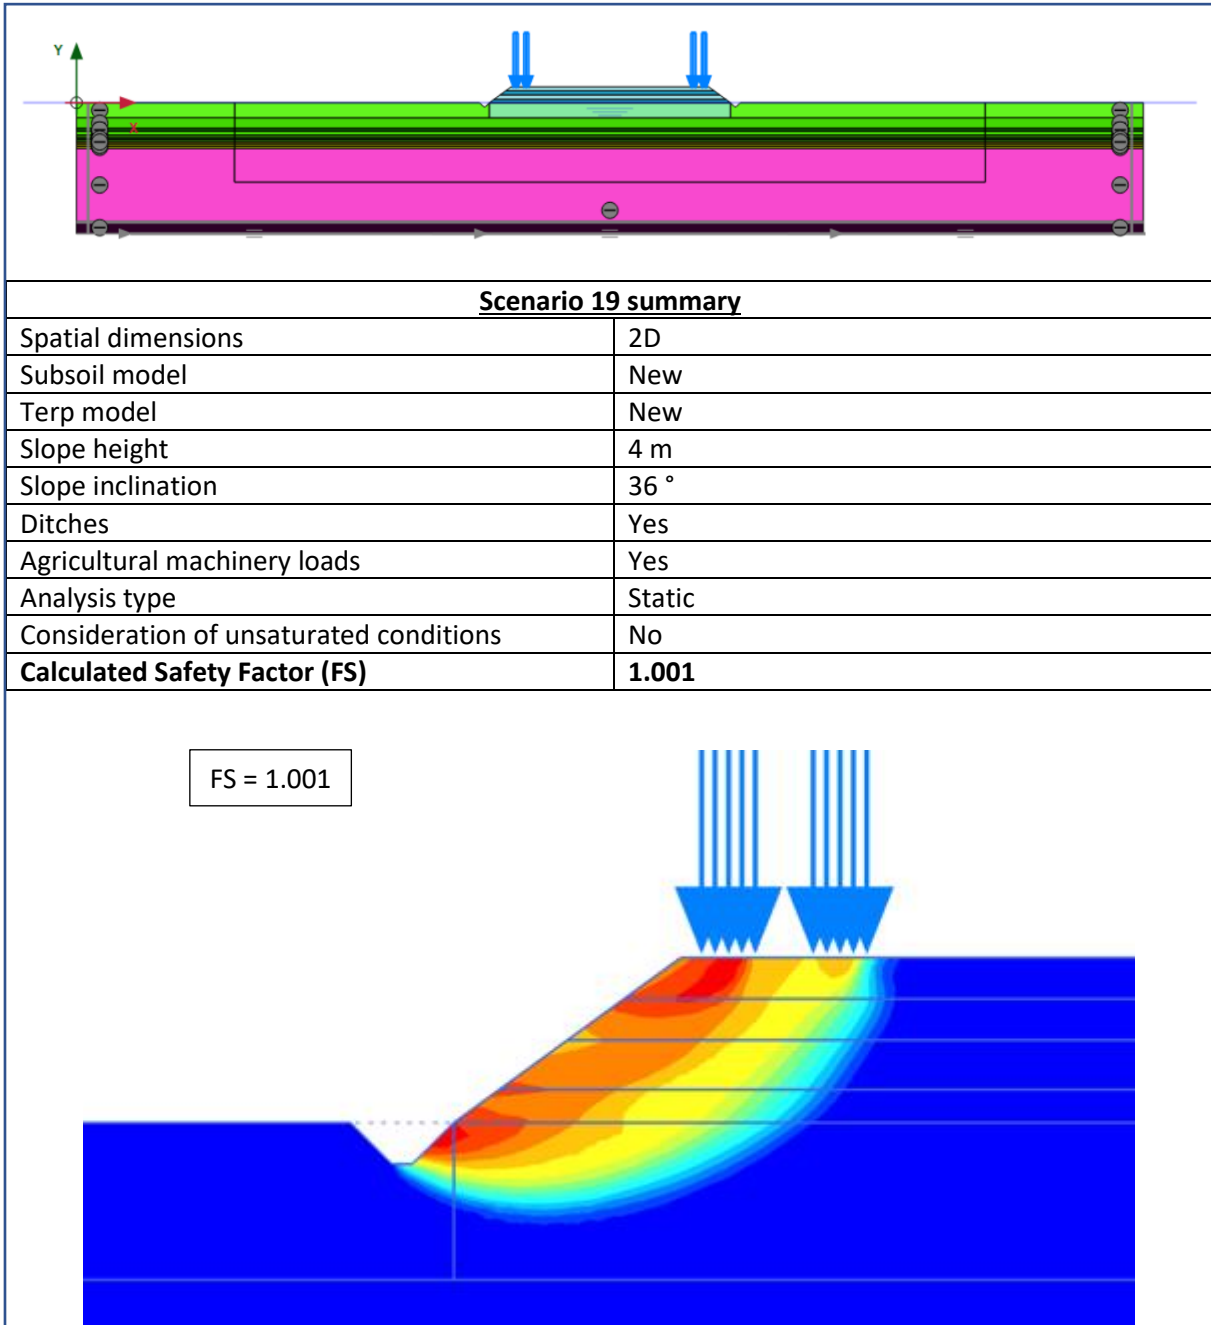 Y
X
Scenario 19 summary
Spatial dimensions 2D
Subsoil model New
Terp model New
Slope height 4 m
Slope inclination 36 °
Ditches Yes
Agricultural machinery loads Yes
Analysis type Static
Consideration of unsaturated conditions No
Calculated Safety Factor (FS) 1.001
FS = 1.001